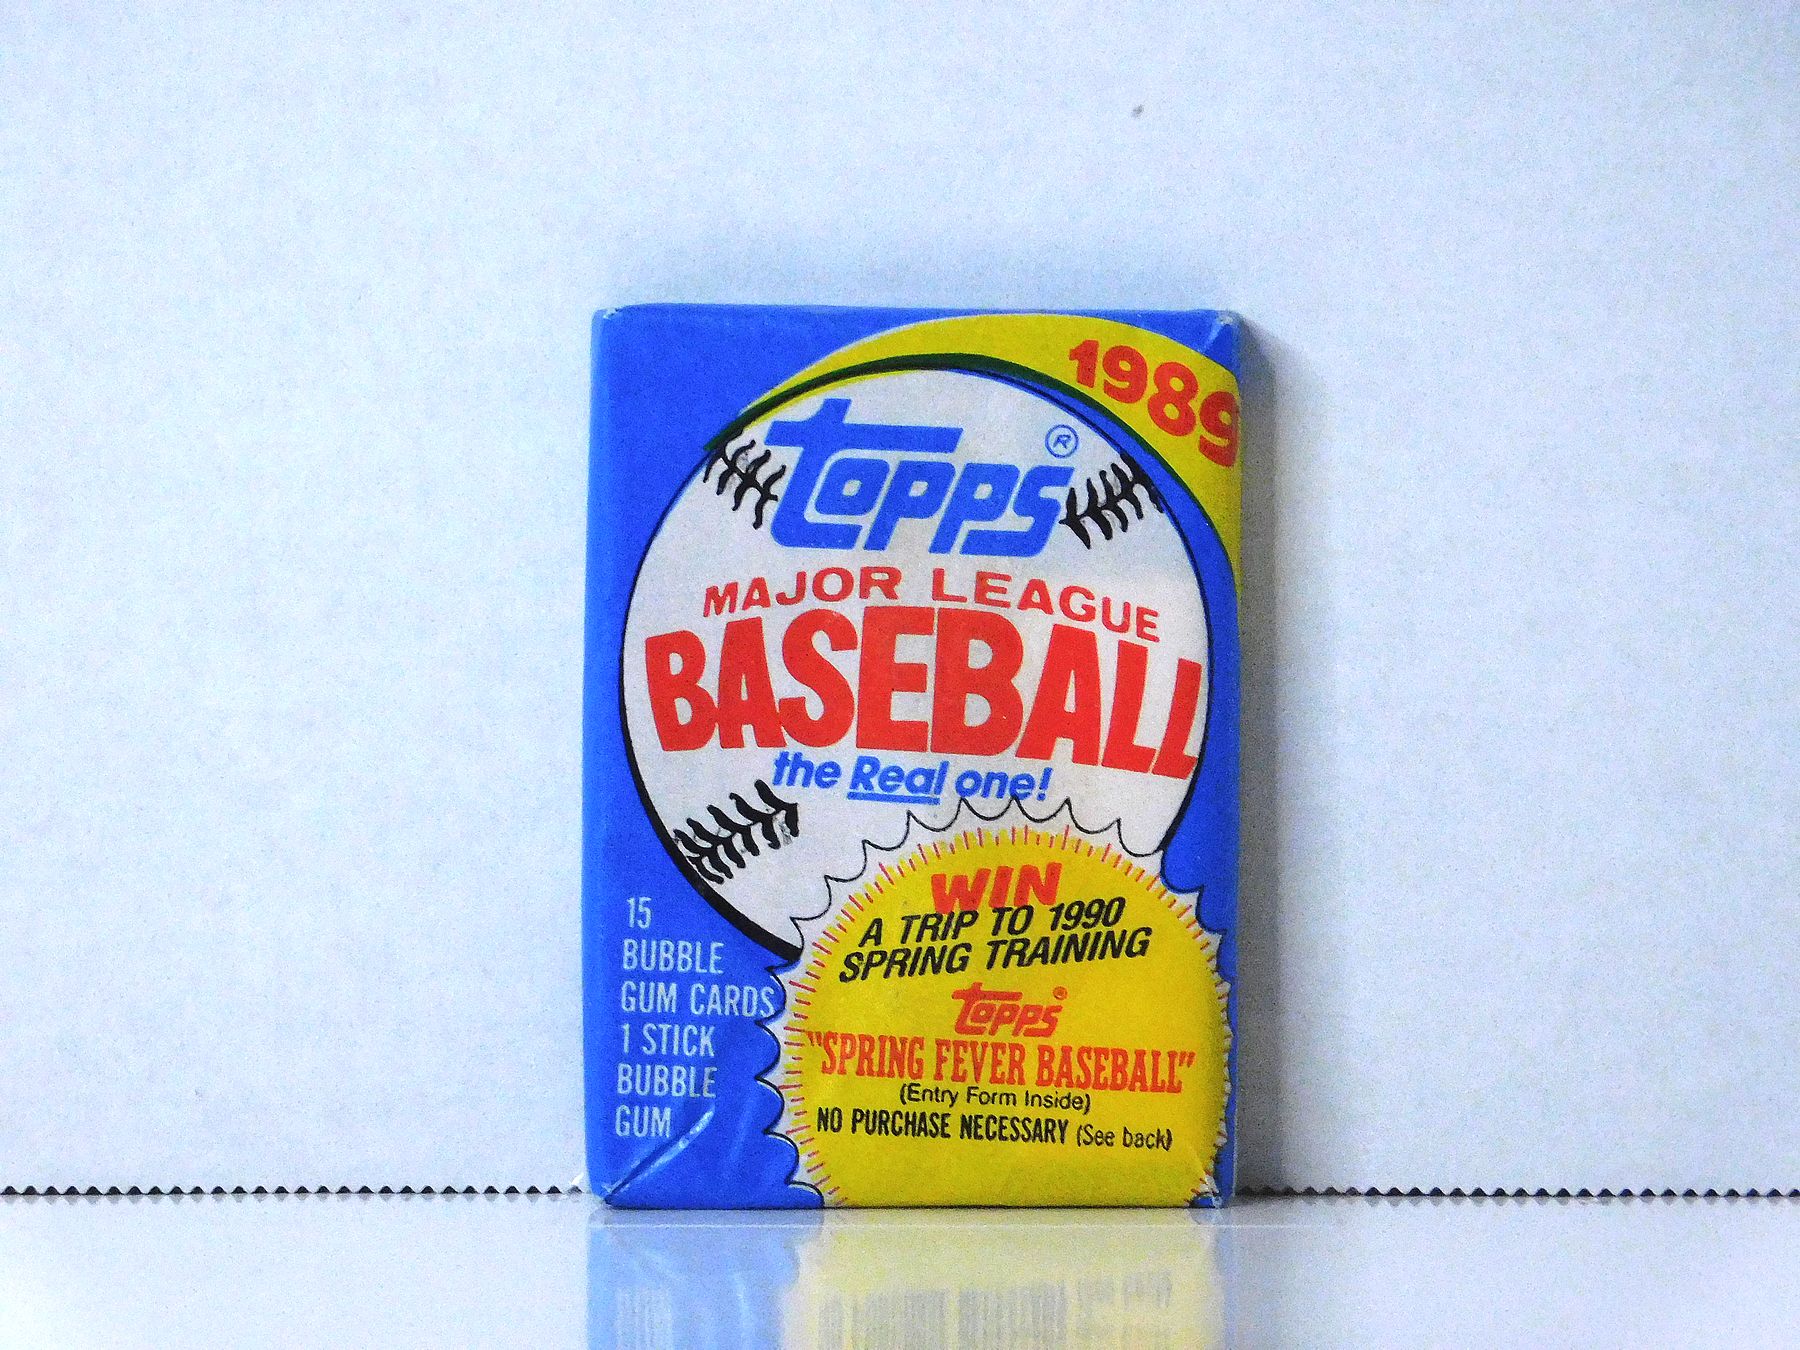 1989
Topps®
MAJOR LEAGUE
BASEBALL
the Real one!
WIN
A TRIP TO 1990
SPRING TRAINING
Topps®
"SPRING FEVER BASEBALL"
(Entry Form Inside)
NO PURCHASE NECESSARY (See back)
15
BUBBLE
GUM CARDS
1 STICK
BUBBLE
GUM